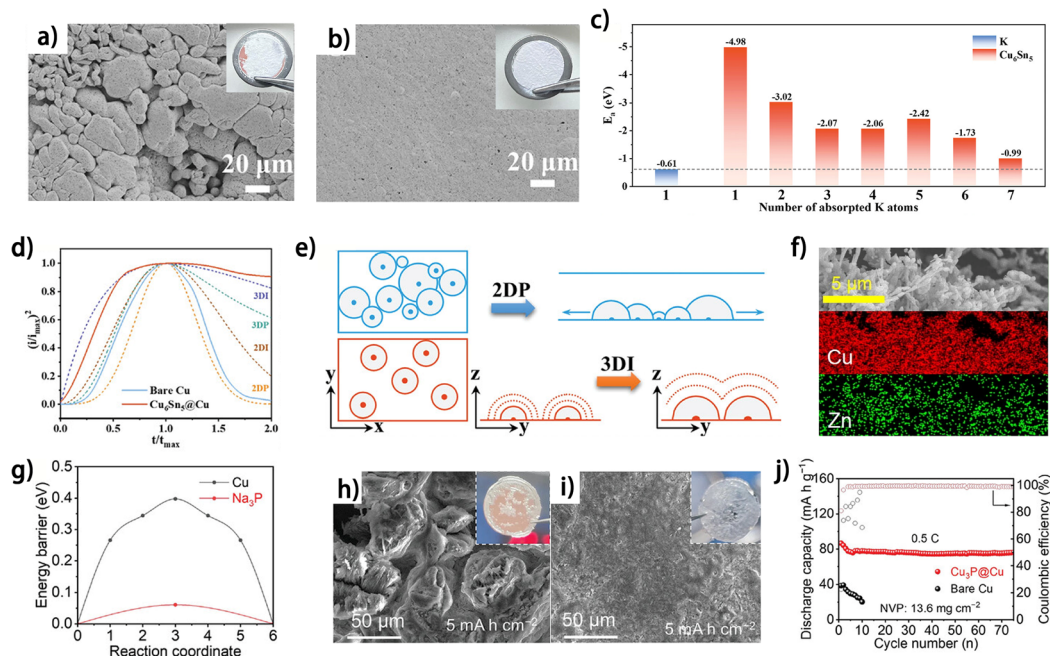 a)
20 μm
b)
20 μm
c)
K
Cu₆Sn₅
Eₐ (eV)
-5
-4
-3
-2
-1
0
-0.61
-4.98
-3.02
-2.07
-2.06
-2.42
-1.73
-0.99
1 1 2 3 4 5 6 7
Number of absorpted K atoms
d)
(i/iₘₐₓ)²
1.0
0.8
0.6
0.4
0.2
0.0
3DI
3DP
2DI
2DP
Bare Cu
Cu₆Sn₅@Cu
0.0 0.5 1.0 1.5 2.0
t/tₘₐₓ
e)
2DP
3DI
y
x
z
y
z
y
f)
5 μm
Cu
Zn
g)
Energy barrier (eV)
0.5
0.4
0.3
0.2
0.1
0.0
Cu
Na₃P
0 1 2 3 4 5 6
Reaction coordinate
h)
50 μm
5 mA h cm⁻²
i)
50 μm
5 mA h cm⁻²
j)
Discharge capacity (mA h g⁻¹)
160
120
80
40
0
0.5 C
Cu₃P@Cu
Bare Cu
NVP: 13.6 mg cm⁻²
0 10 20 30 40 50 60 70
Cycle number (n)
100
80
60
40
20
0
Coulombic efficiency (%)